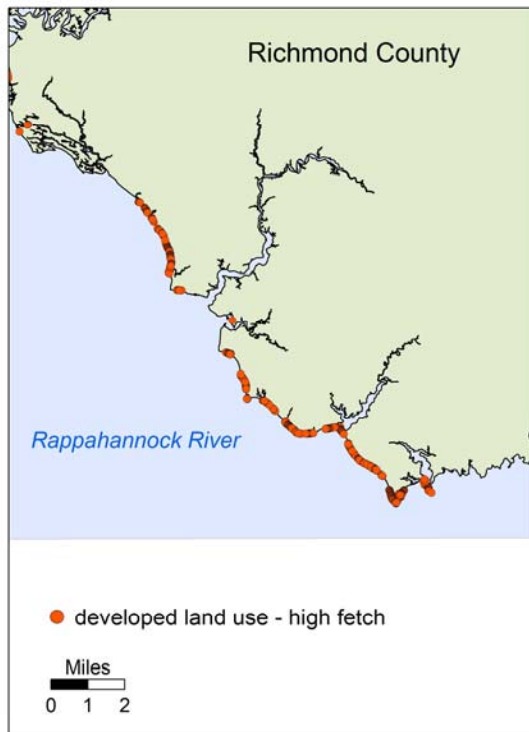 Richmond County
Rappahannock River
developed land use - high fetch
Miles
0 1 2